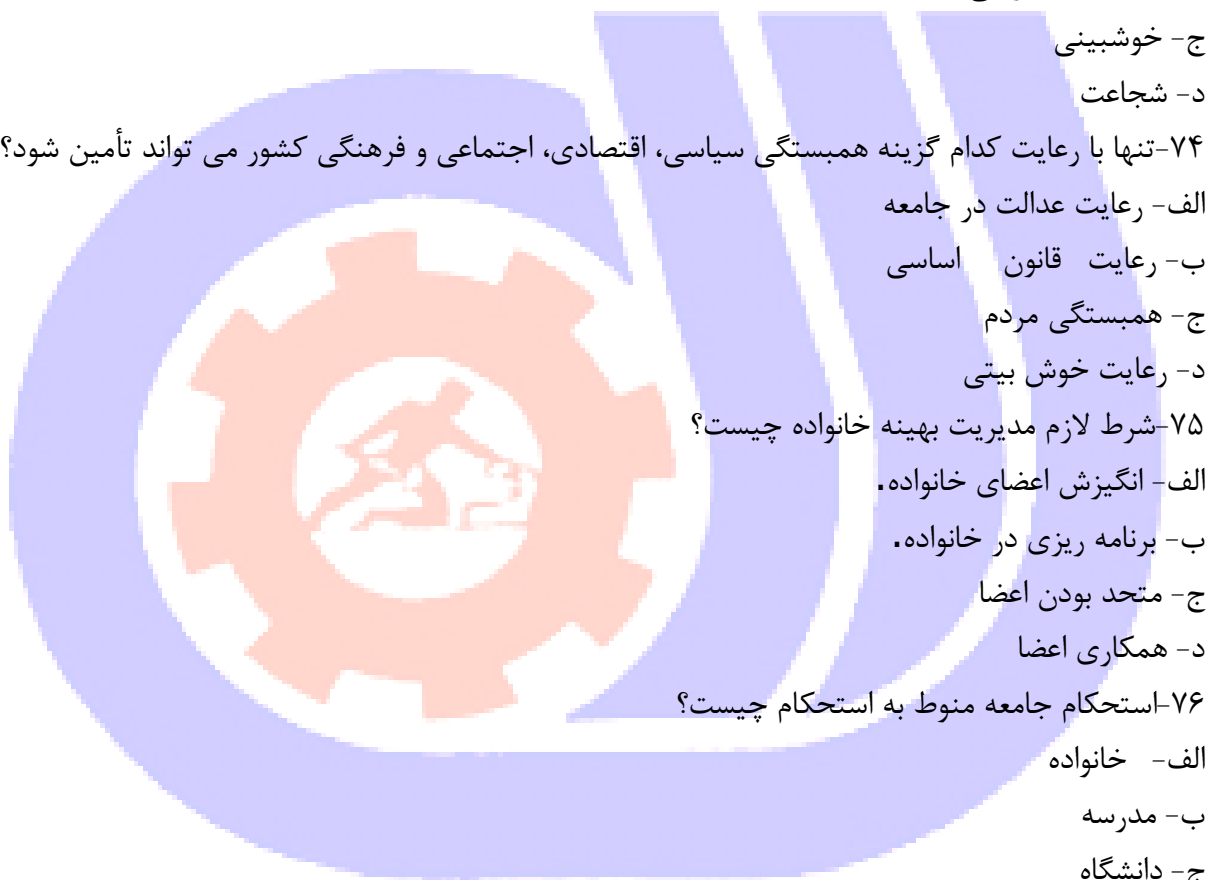 ج- خوشبینی
د- شجاعت
۷۴-تنها با رعایت کدام گزینه همبستگی سیاسی، اقتصادی، اجتماعی و فرهنگی کشور می تواند تأمین شود؟
الف- رعایت عدالت در جامعه
ب- رعایت قانون اساسی
ج- همبستگی مردم
د- رعایت خوش بیتی
۷۵-شرط لازم مدیریت بهینه خانواده چیست؟
الف- انگیزش اعضای خانواده.
ب- برنامه ریزی در خانواده.
ج- متحد بودن اعضا
د- همکاری اعضا
۷۶-استحکام جامعه منوط به استحکام چیست؟
الف- خانواده
ب- مدرسه
ج- دانشگاه